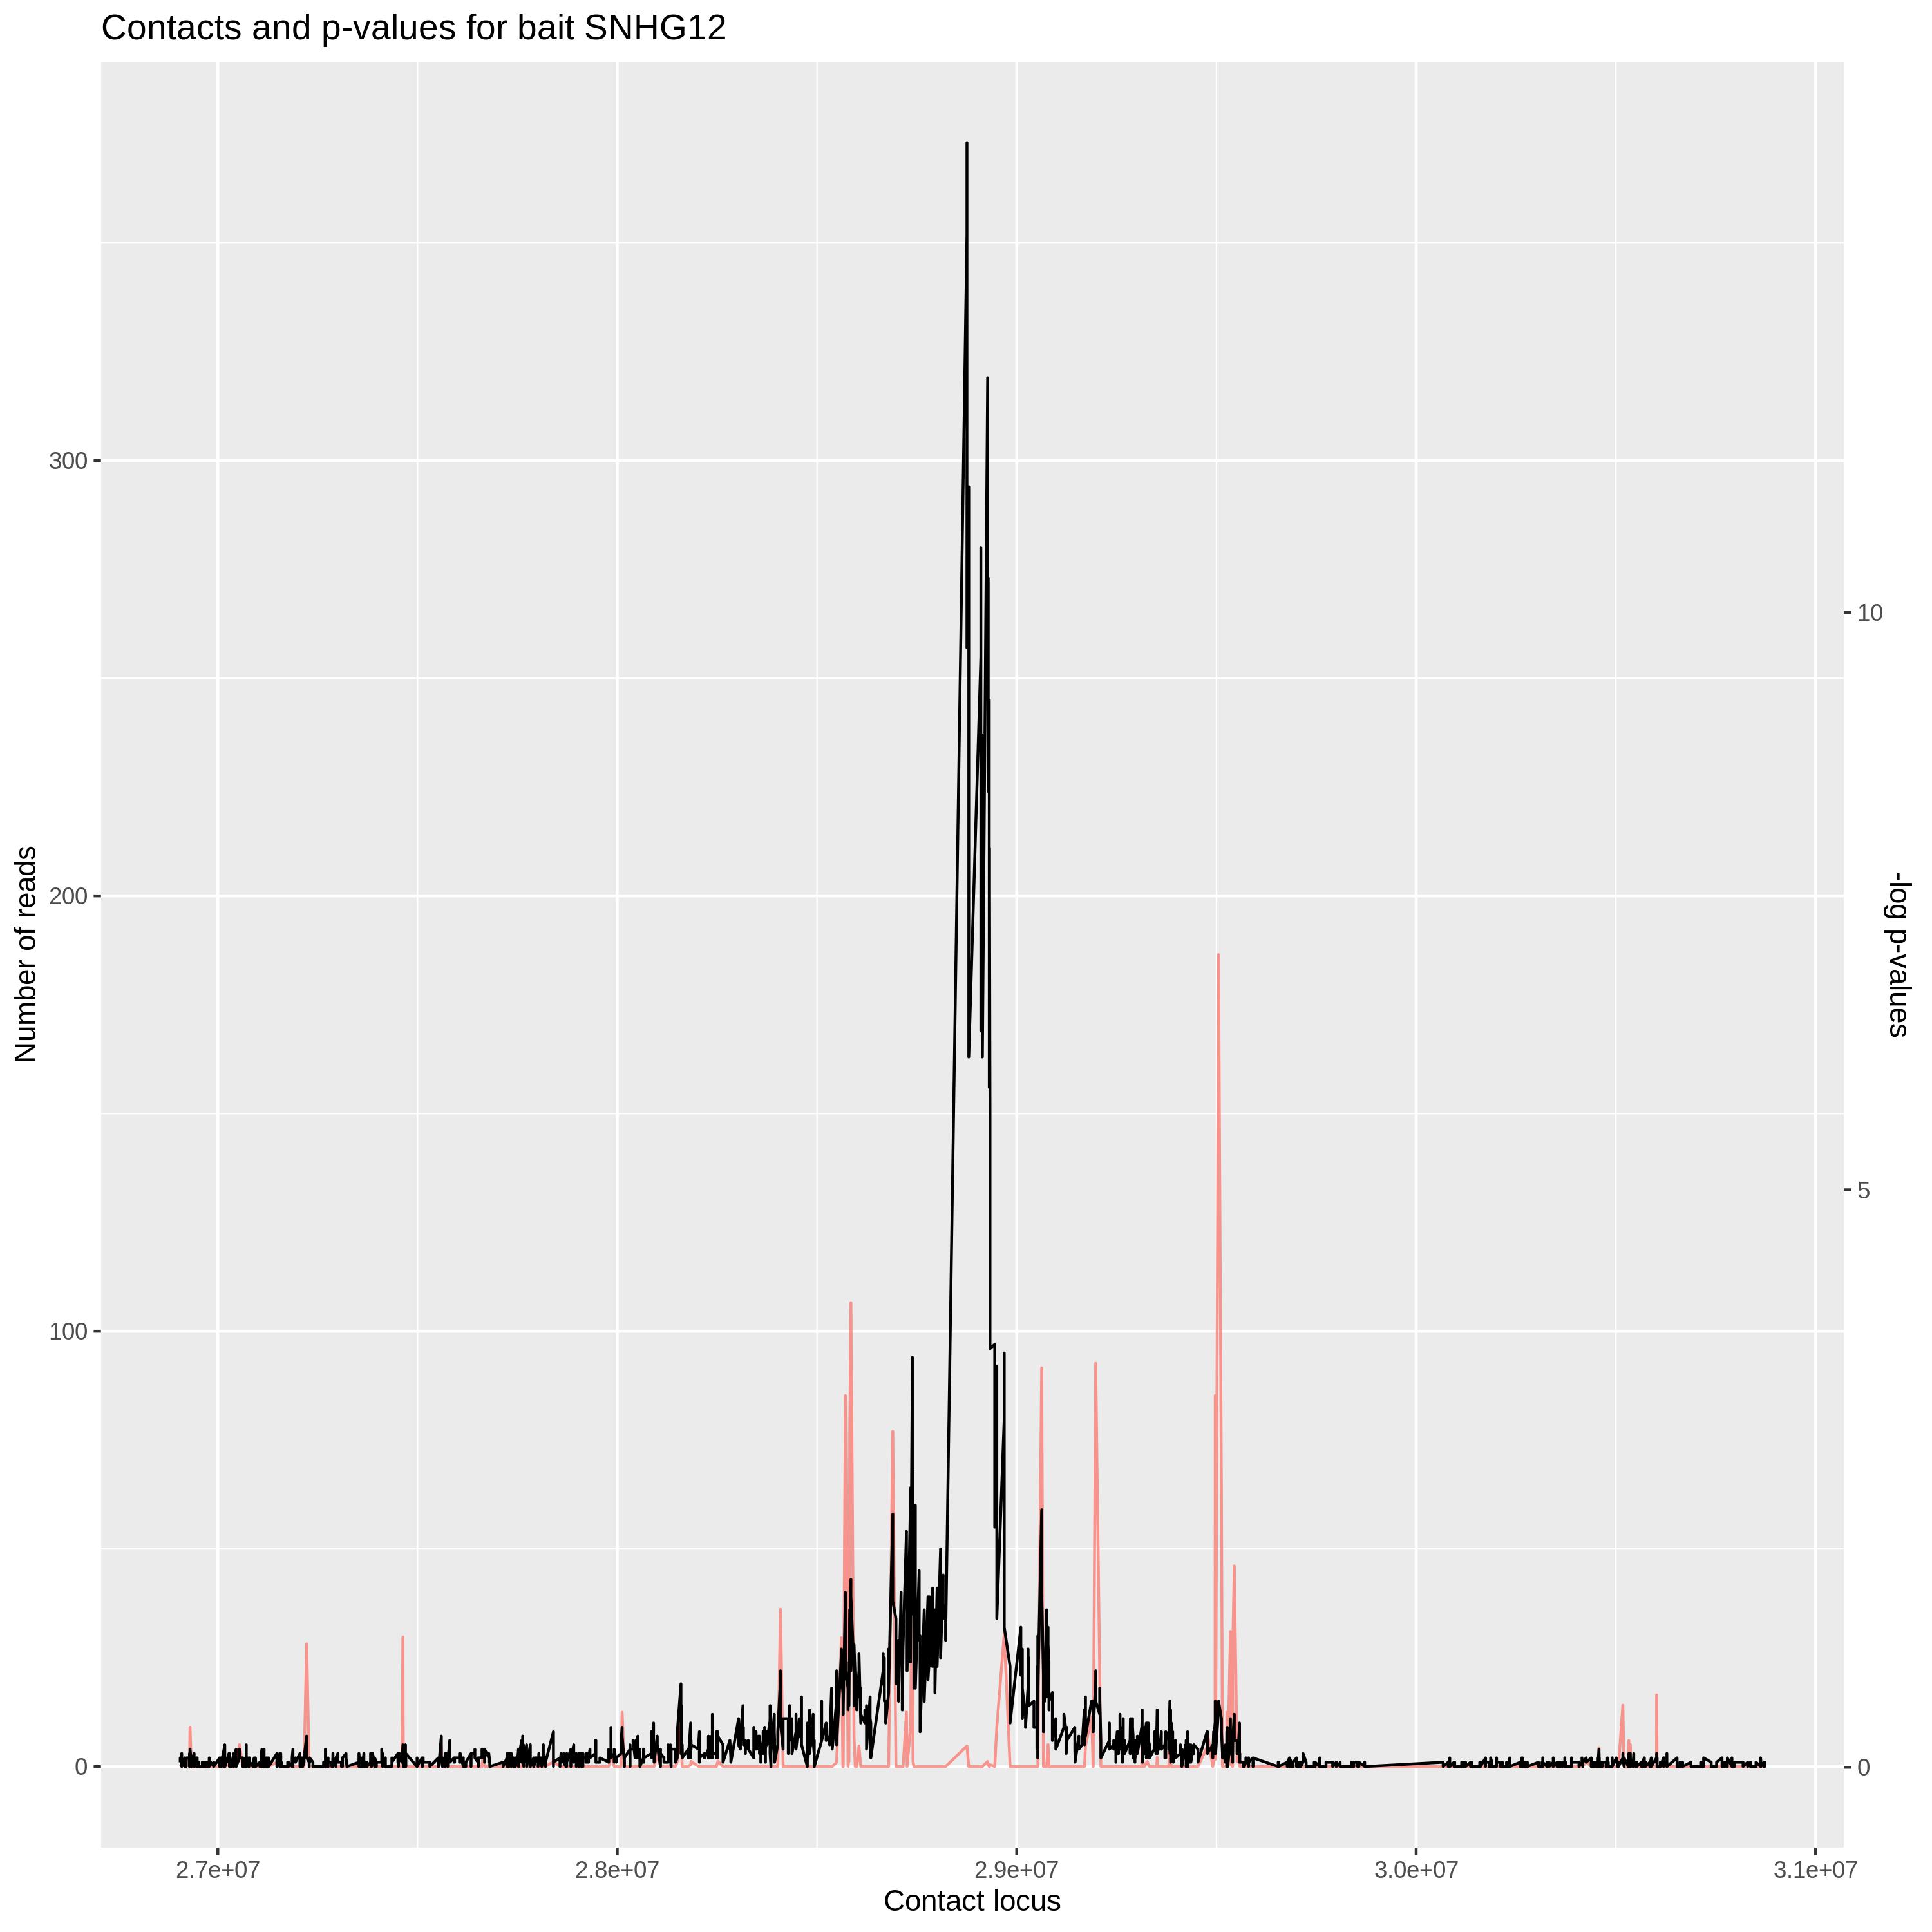 Contacts and p-values for bait SNHG12
Number of reads
300
200
100
0
10
5
0
-log p-values
2.7e+07 2.8e+07 2.9e+07 3.0e+07 3.1e+07
Contact locus